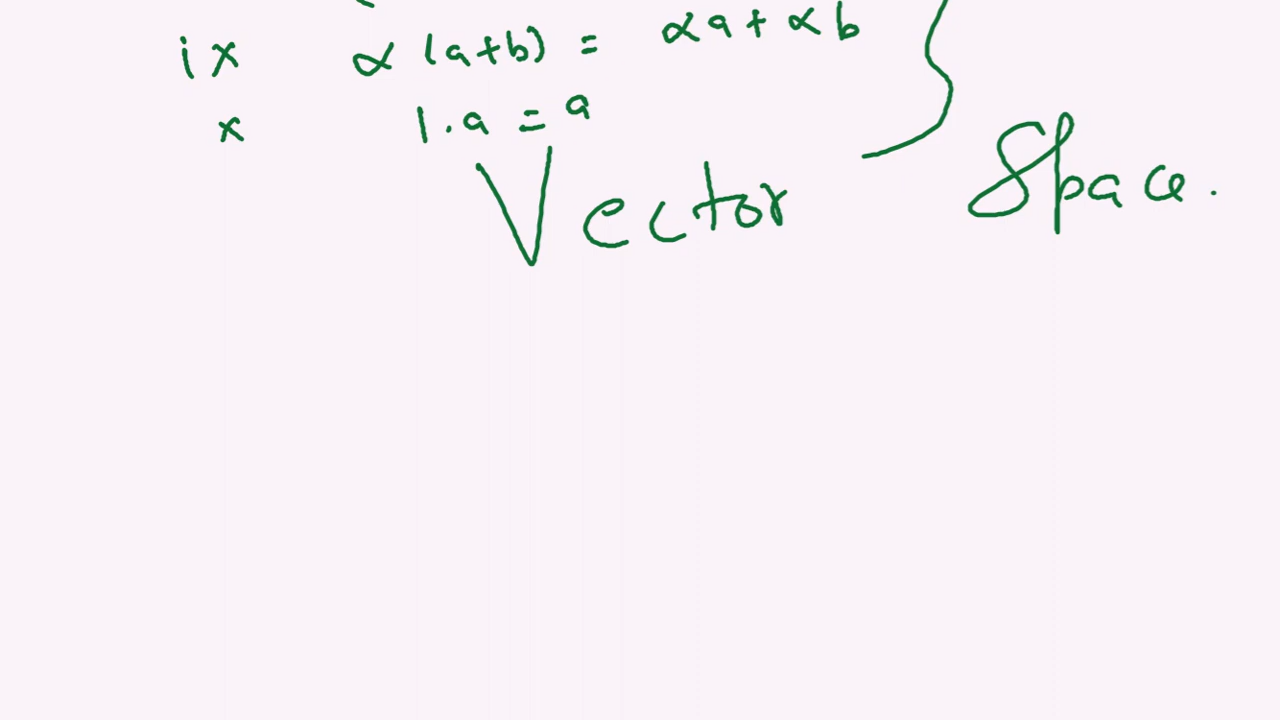 ix α (a+b) = αa + αb
x 1.a = a
Vector Space.